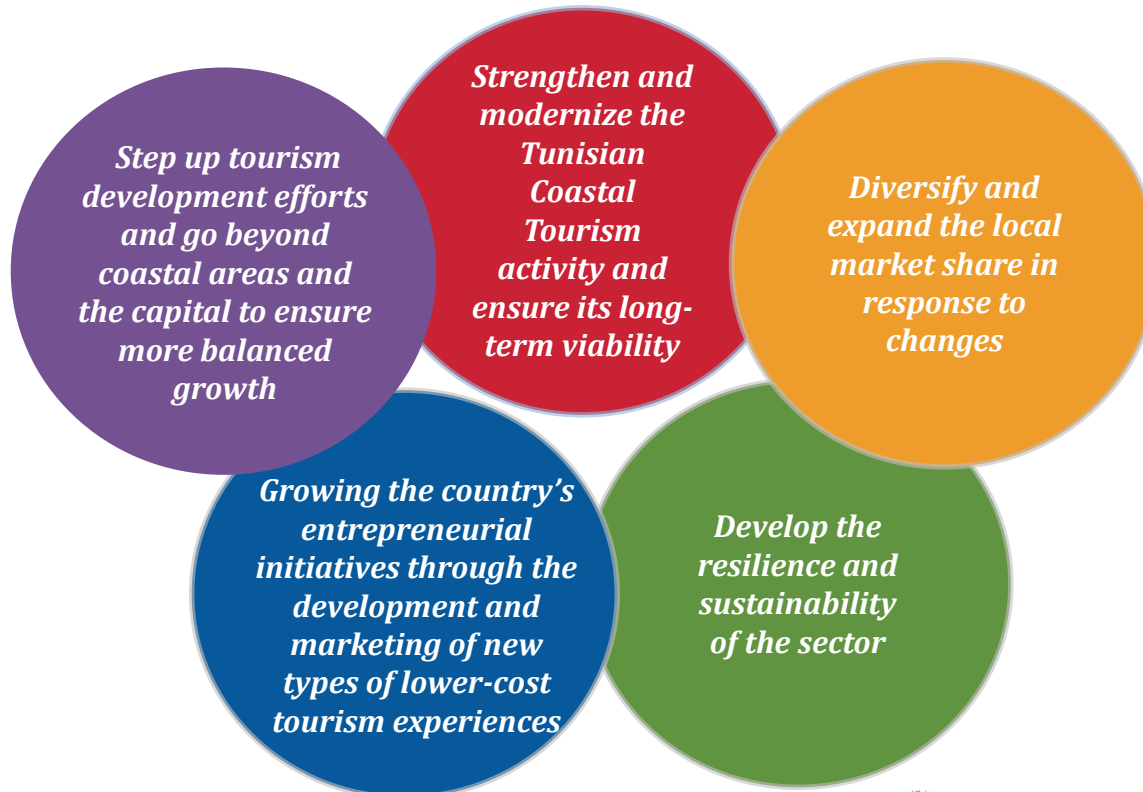 Step up tourism
development efforts
and go beyond
coastal areas and
the capital to ensure
more balanced
growth
Strengthen and
modernize the
Tunisian
Coastal
Tourism
activity and
ensure its long-
term viability
Diversify and
expand the local
market share in
response to
changes
Growing the country’s
entrepreneurial
initiatives through the
development and
marketing of new
types of lower-cost
tourism experiences
Develop the
resilience and
sustainability
of the sector